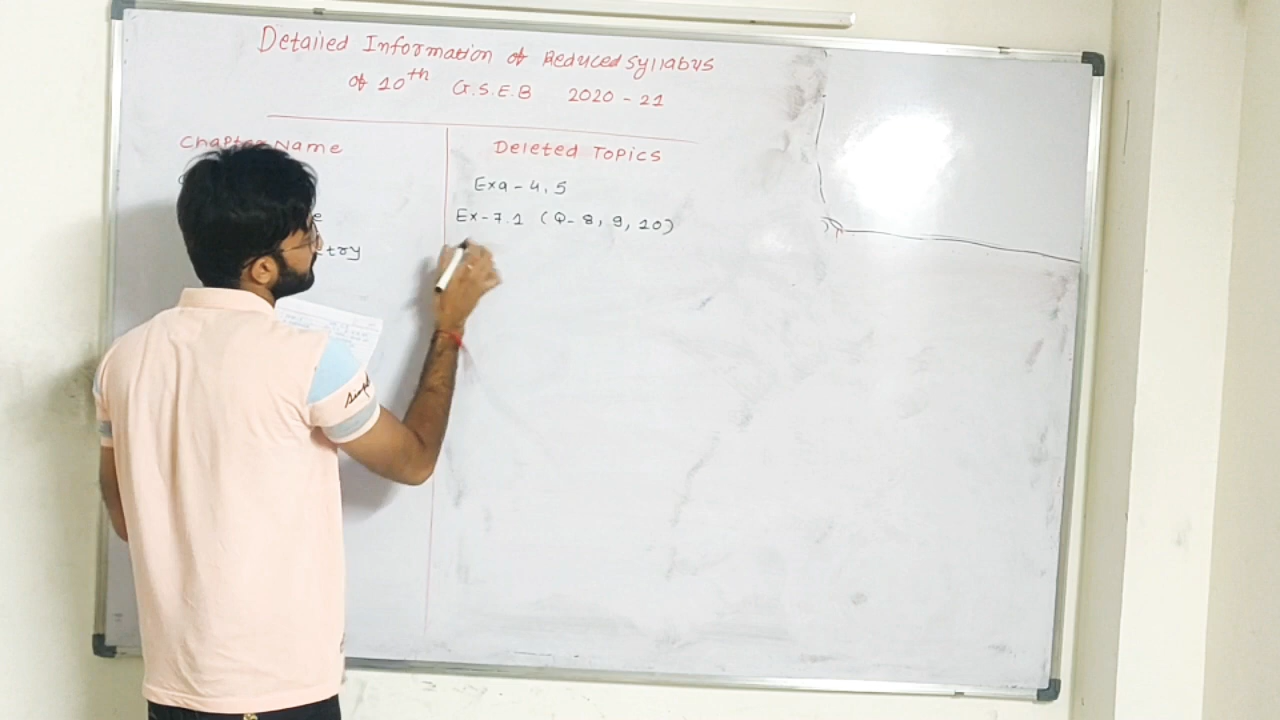 Detailed Information of Reduced Syllabus
of 10th G.S.E.B 2020-21
Chapter Name
Deleted Topics
Exa - 4, 5
Ex - 7.1 (Q- 8, 9, 10)